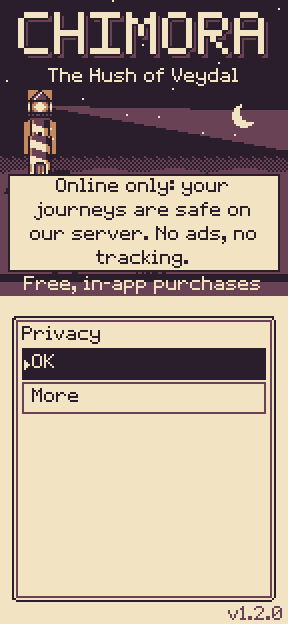 CHIMORA
The Hush of Veydal
Online only: your
journeys are safe on
our server. No ads, no
tracking.
Free, in-app purchases
Privacy
OK
More
v1.2.0